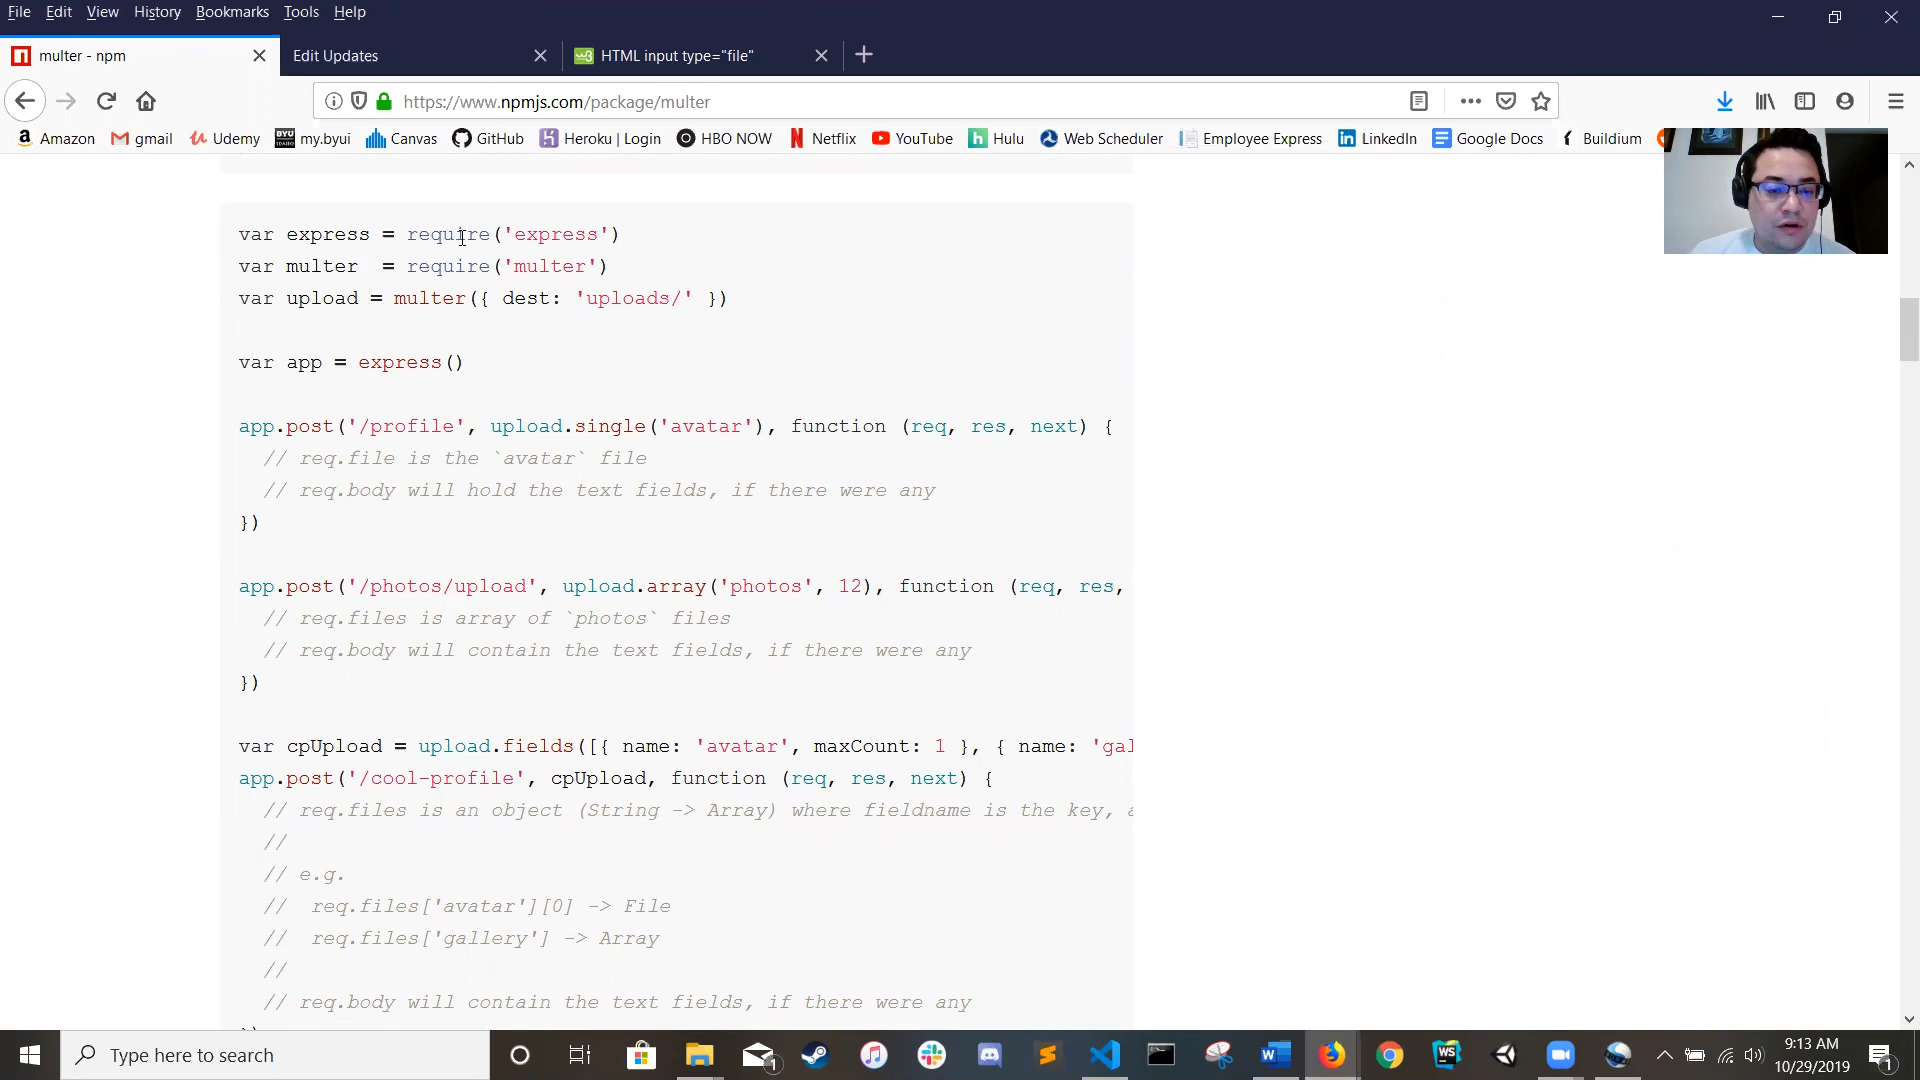 File Edit View History Bookmarks Tools Help
multer - npm
Edit Updates
HTML input type="file"
https://www.npmjs.com/package/multer
Amazon gmail Udemy my.byui Canvas GitHub Heroku | Login HBO NOW Netflix YouTube Hulu Web Scheduler Employee Express LinkedIn Google Docs Buildium
var express = require('express')
var multer  = require('multer')
var upload = multer({ dest: 'uploads/' })
var app = express()
app.post('/profile', upload.single('avatar'), function (req, res, next) {
// req.file is the `avatar` file
// req.body will hold the text fields, if there were any
})
app.post('/photos/upload', upload.array('photos', 12), function (req, res,
// req.files is array of `photos` files
// req.body will contain the text fields, if there were any
})
var cpUpload = upload.fields([{ name: 'avatar', maxCount: 1 }, { name: 'gal
app.post('/cool-profile', cpUpload, function (req, res, next) {
// req.files is an object (String -> Array) where fieldname is the key, a
//
// e.g.
//  req.files['avatar'][0] -> File
//  req.files['gallery'] -> Array
//
// req.body will contain the text fields, if there were any
Type here to search
9:13 AM
10/29/2019